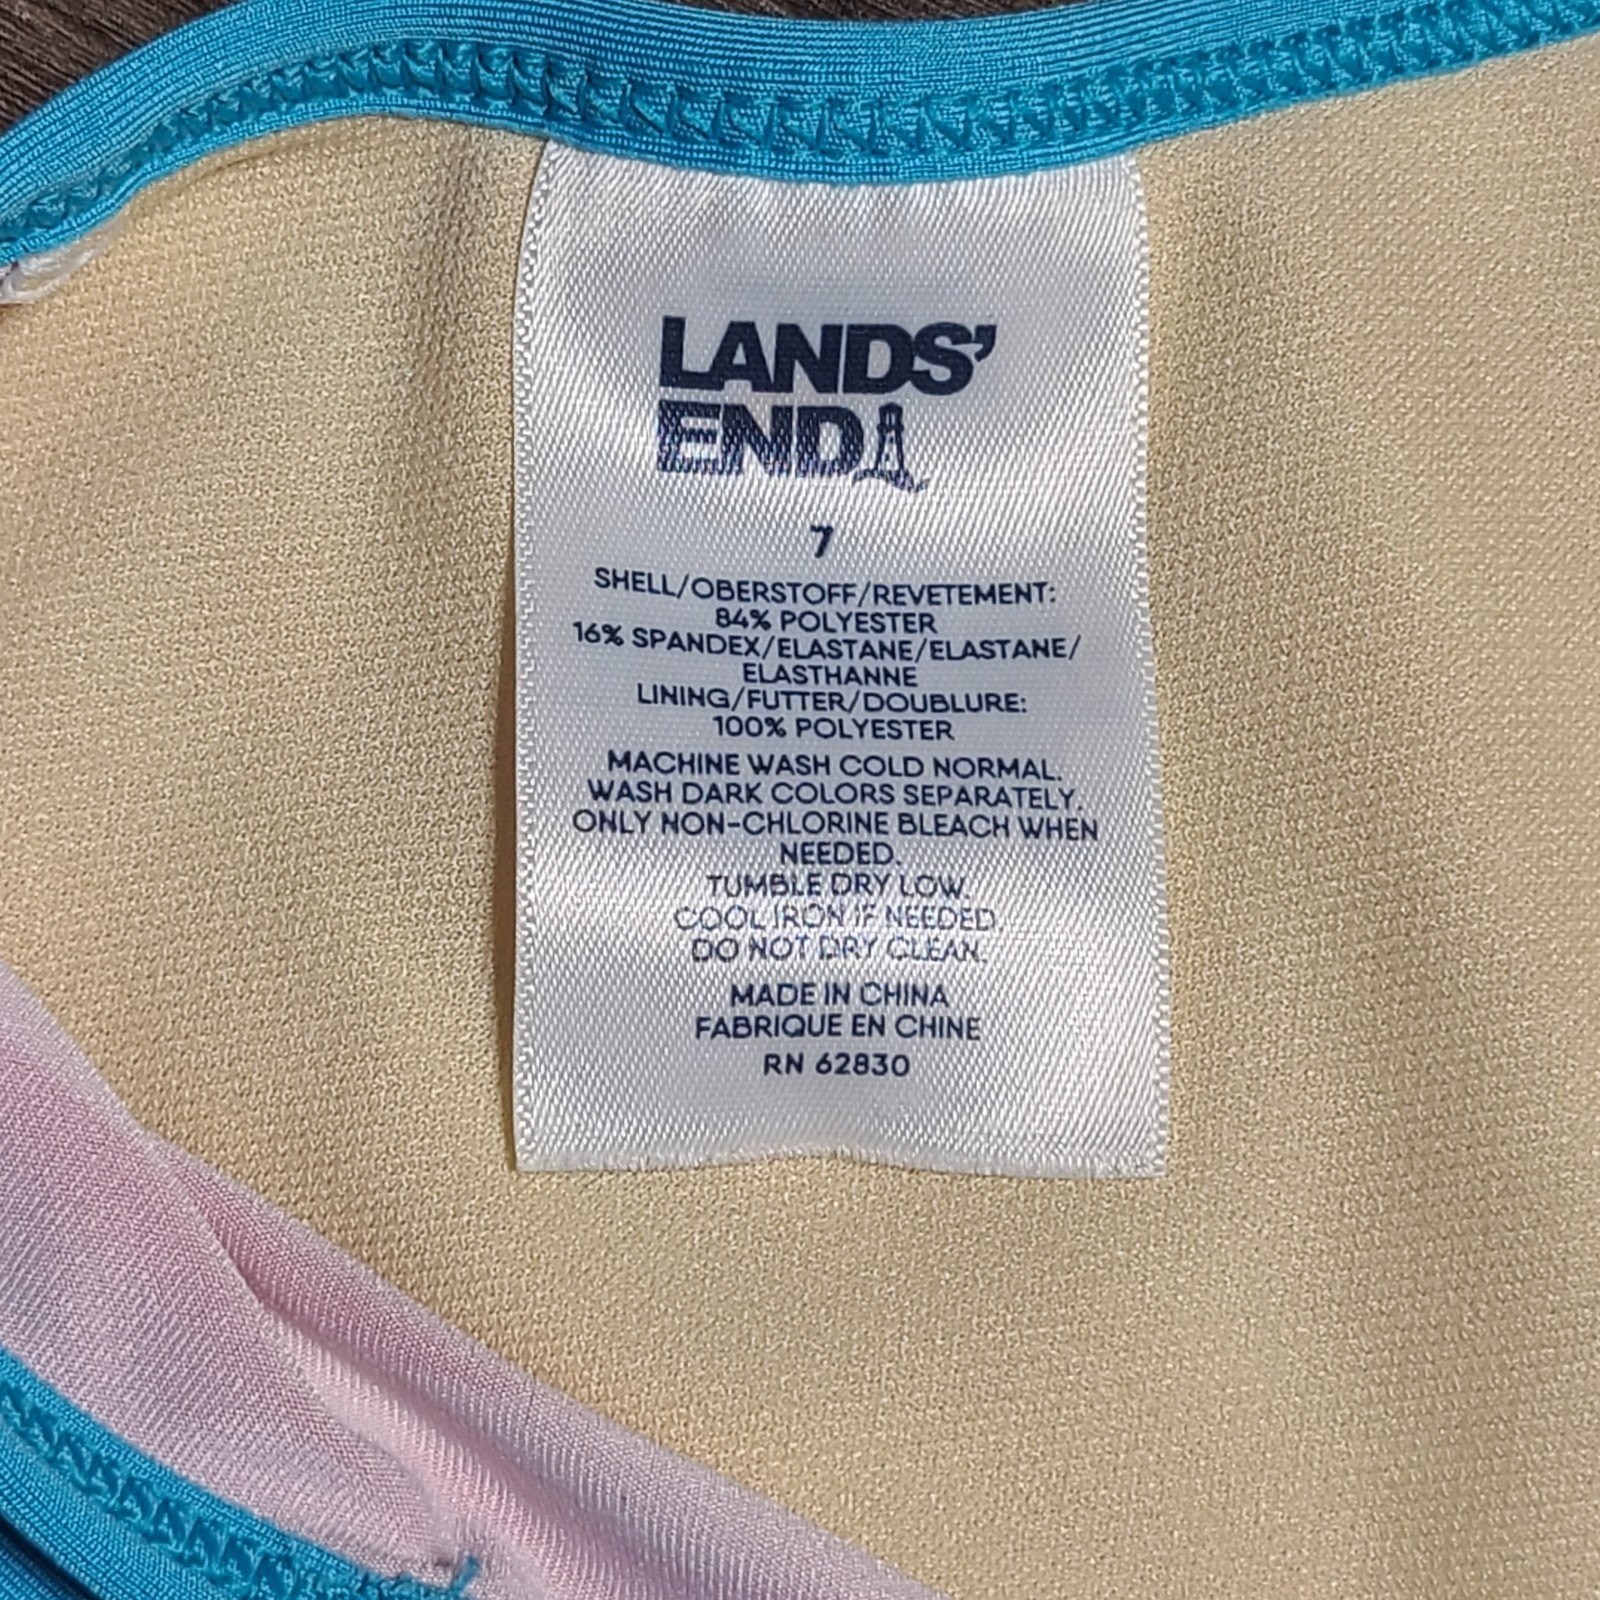 LANDS'
END
7
SHELL/OBERSTOFF/REVETEMENT:
84% POLYESTER
16% SPANDEX/ELASTANE/ELASTANE/
ELASTHANNE
LINING/FUTTER/DOUBLURE:
100% POLYESTER
MACHINE WASH COLD NORMAL.
WASH DARK COLORS SEPARATELY.
ONLY NON-CHLORINE BLEACH WHEN
NEEDED.
TUMBLE DRY LOW.
COOL IRON IF NEEDED.
DO NOT DRY CLEAN.
MADE IN CHINA
FABRIQUE EN CHINE
RN 62830